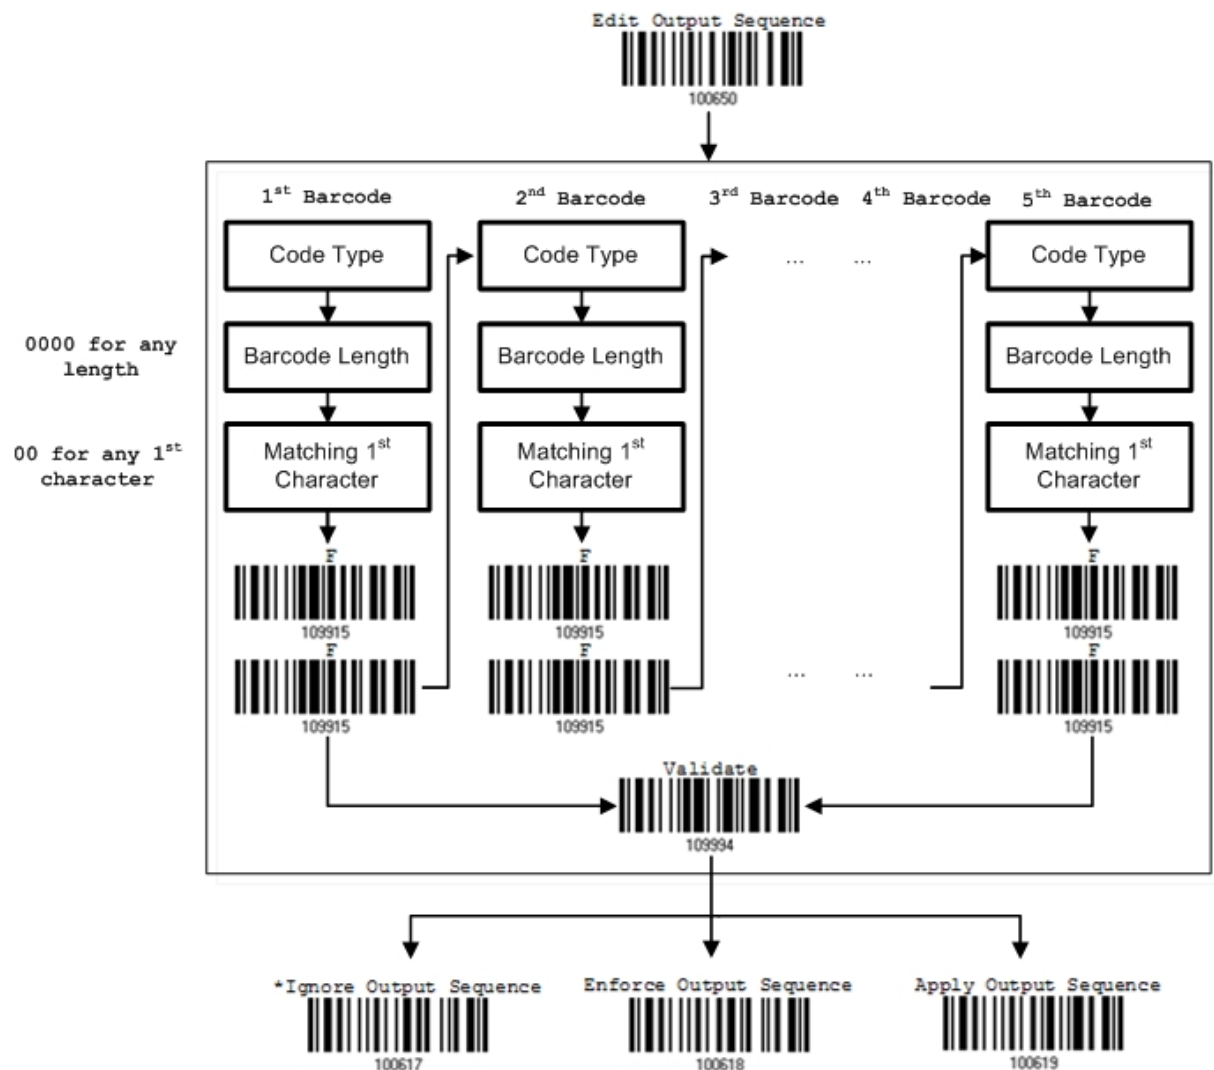 Edit Output Sequence
100650
1st Barcode 2nd Barcode 3rd Barcode 4th Barcode 5th Barcode
Code Type Code Type ... ... Code Type
0000 for any
length
Barcode Length Barcode Length Barcode Length
00 for any 1st
character
Matching 1st
Character
Matching 1st
Character
Matching 1st
Character
F F F
109915 109915 109915
F F F
... ...
109915 109915 109915
Validate
109994
*Ignore Output Sequence Enforce Output Sequence Apply Output Sequence
100617 100618 100619